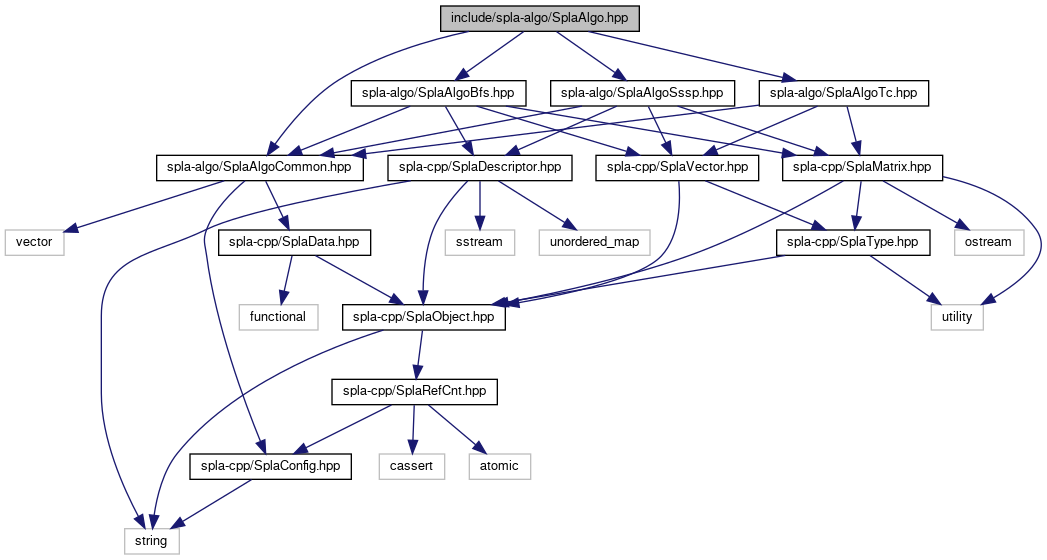 include/spla-algo/SplaAlgo.hpp
spla-algo/SplaAlgoBfs.hpp
spla-algo/SplaAlgoSssp.hpp
spla-algo/SplaAlgoTc.hpp
spla-algo/SplaAlgoCommon.hpp
spla-cpp/SplaDescriptor.hpp
spla-cpp/SplaVector.hpp
spla-cpp/SplaMatrix.hpp
vector
spla-cpp/SplaData.hpp
sstream
unordered_map
spla-cpp/SplaType.hpp
ostream
functional
spla-cpp/SplaObject.hpp
utility
spla-cpp/SplaRefCnt.hpp
spla-cpp/SplaConfig.hpp
cassert
atomic
string